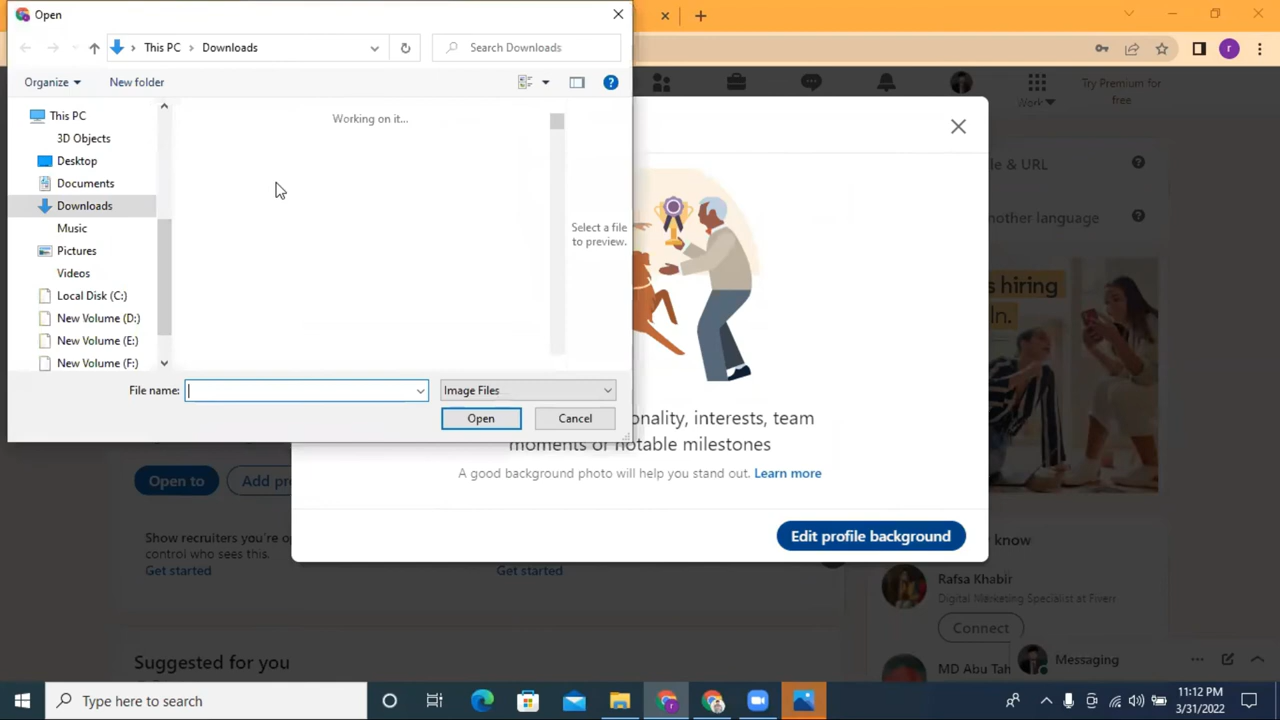 Open
This PC
Downloads
Search Downloads
Organize
New folder
Try Premium for
free
Work
This PC
3D Objects
Desktop
Documents
Downloads
Music
Pictures
Videos
Local Disk (C:)
New Volume (D:)
New Volume (E:)
New Volume (F:)
Working on it...
Select a file
to preview.
File name:
Image Files
Open
Cancel
le & URL
nother language
s hiring
In.
onality, interests, team
moments or notable milestones
A good background photo will help you stand out. Learn more
Edit profile background
Open to
Add pr
Show recruiters you're o
control who sees this.
Get started
Get started
Suggested for you
know
Rafsa Khabir
Digital Marketing Specialist at Fiverr
Connect
MD Abu Tah
Messaging
Type here to search
11:12 PM
3/31/2022
r